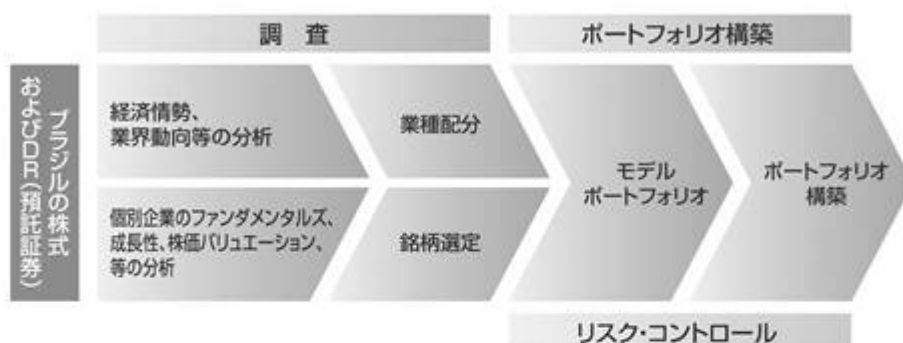 調 査
ポートフォリオ構築
ブラジルの株式
およびDR(預託証券)
経済情勢、
業界動向等の分析
業種配分
個別企業のファンダメンタルズ、
成長性、株価バリュエーション、
等の分析
銘柄選定
モデル
ポートフォリオ
ポートフォリオ
構築
リスク・コントロール